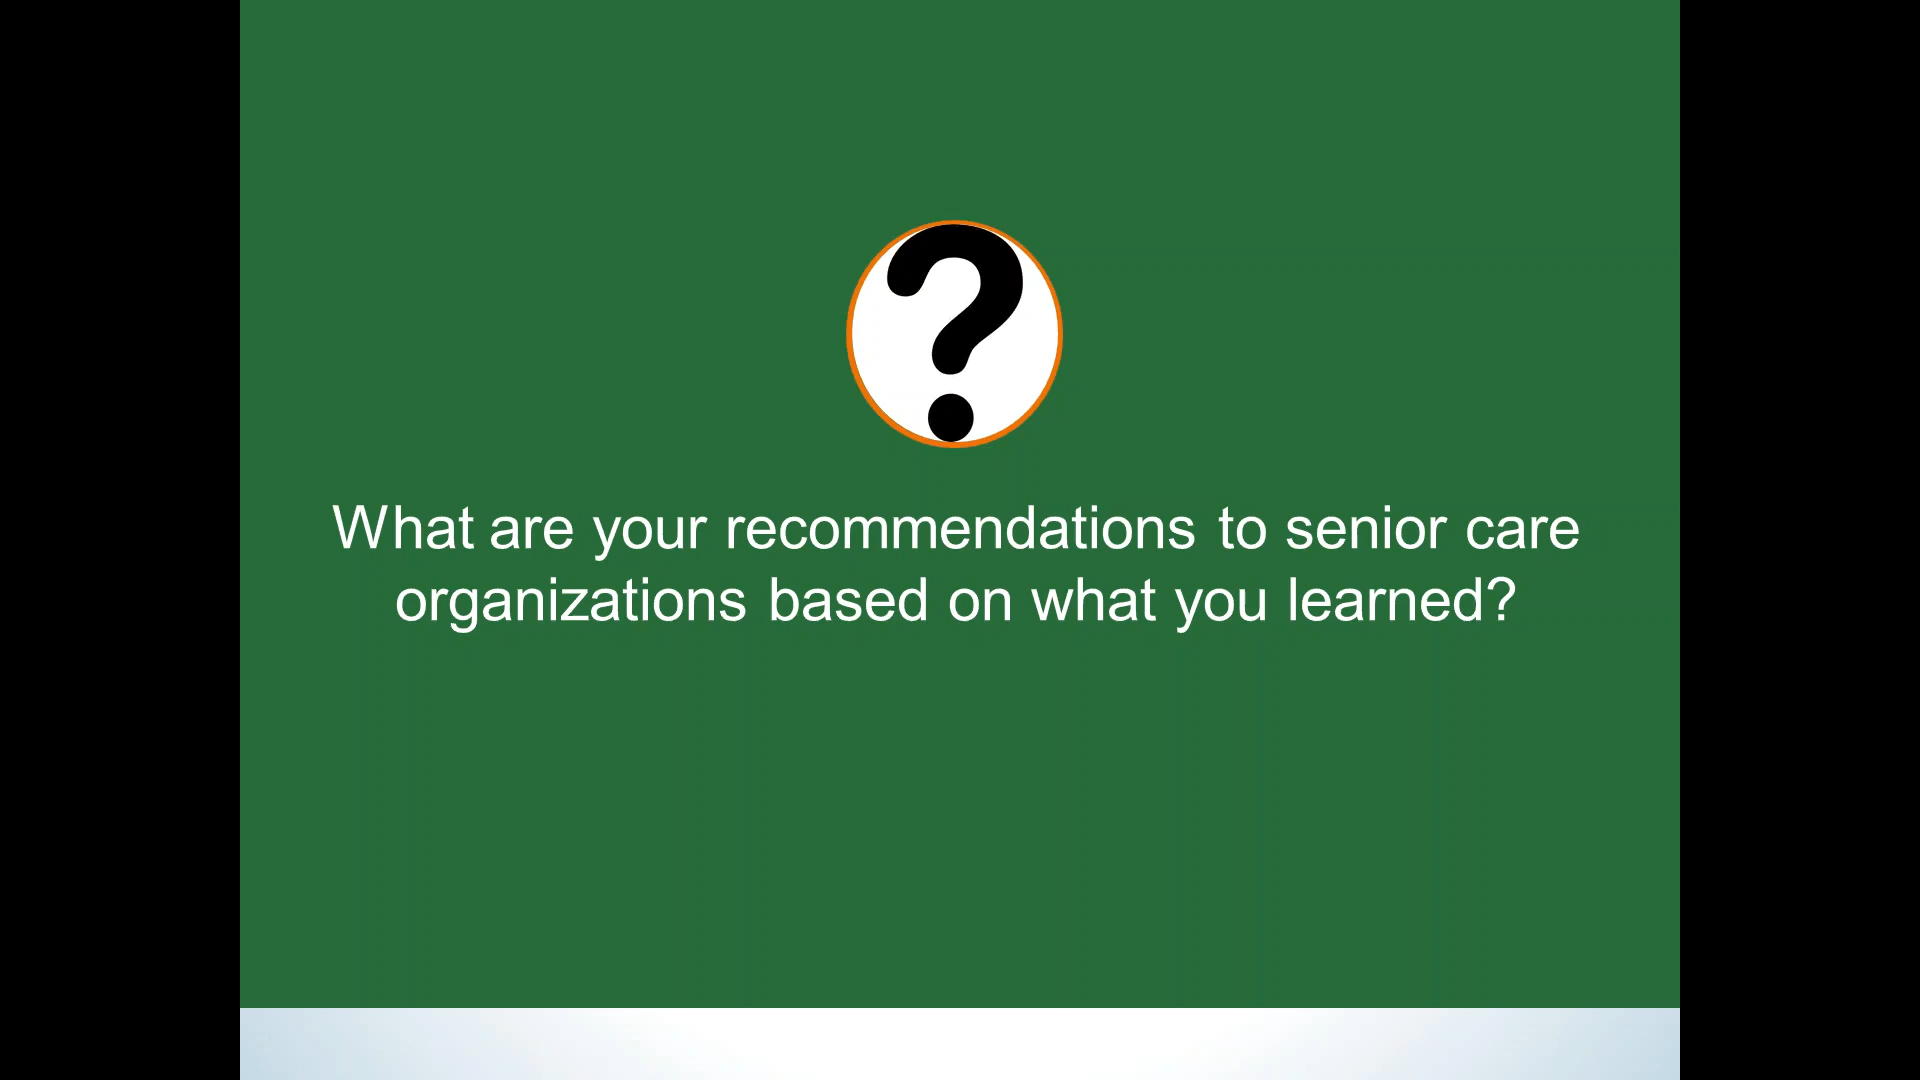 ?
What are your recommendations to senior care
organizations based on what you learned?